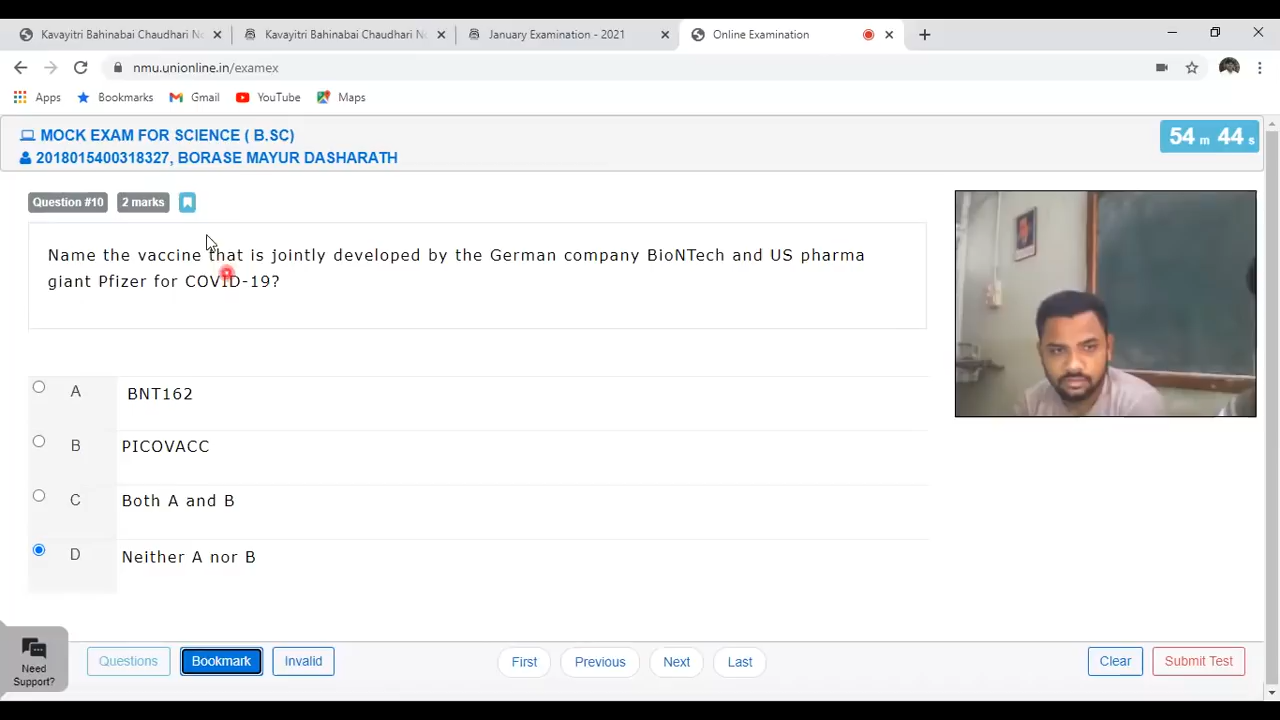 Kavayitri Bahinabai Chaudhari No
Kavayitri Bahinabai Chaudhari N
January Examination - 2021
Online Examination
nmu.unionline.in/examex
Apps
Bookmarks
Gmail
YouTube
Maps
MOCK EXAM FOR SCIENCE ( B.SC)
2018015400318327, BORASE MAYUR DASHARATH
54 m 44 s
Question #10
2 marks
Name the vaccine that is jointly developed by the German company BioNTech and US pharma
giant Pfizer for COVID-19?
A BNT162
B PICOVACC
C Both A and B
D Neither A nor B
Need
Support?
Questions
Bookmark
Invalid
First
Previous
Next
Last
Clear
Submit Test